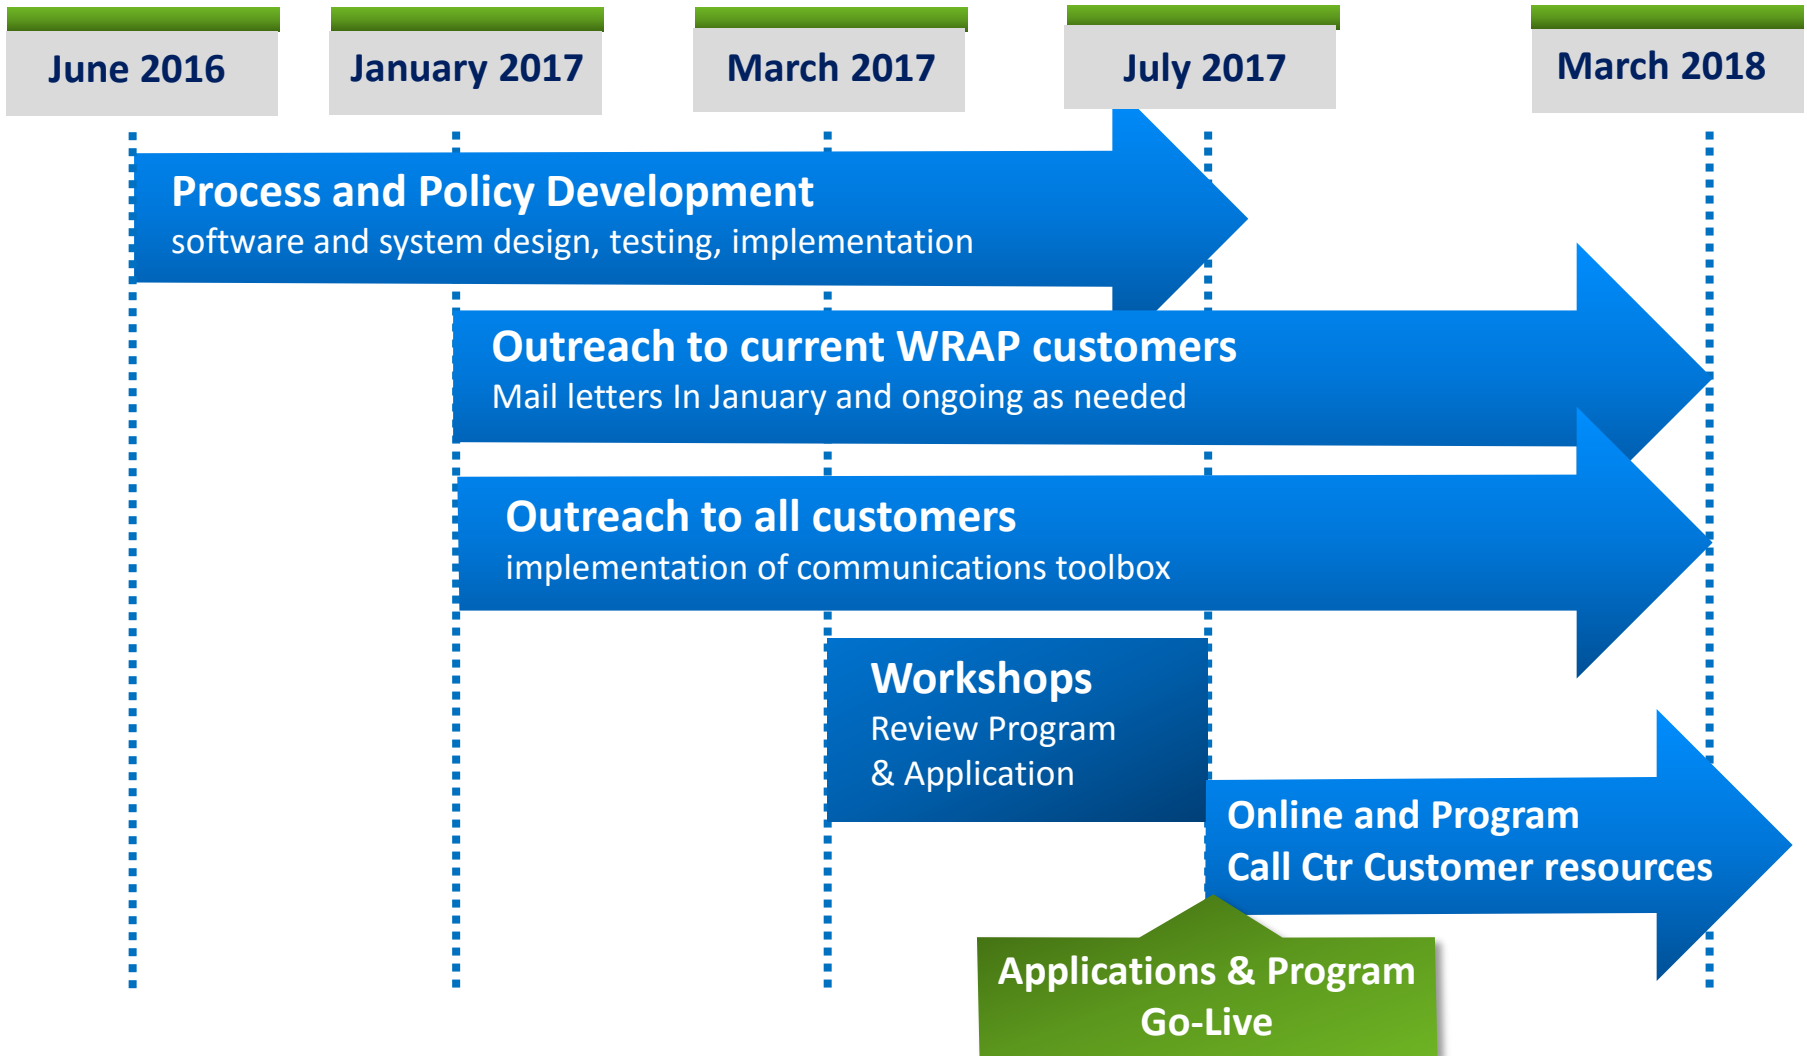 June 2016
January 2017
March 2017
July 2017
March 2018
Process and Policy Development
software and system design, testing, implementation
Outreach to current WRAP customers
Mail letters In January and ongoing as needed
Outreach to all customers
implementation of communications toolbox
Workshops
Review Program
& Application
Online and Program
Call Ctr Customer resources
Applications & Program
Go-Live